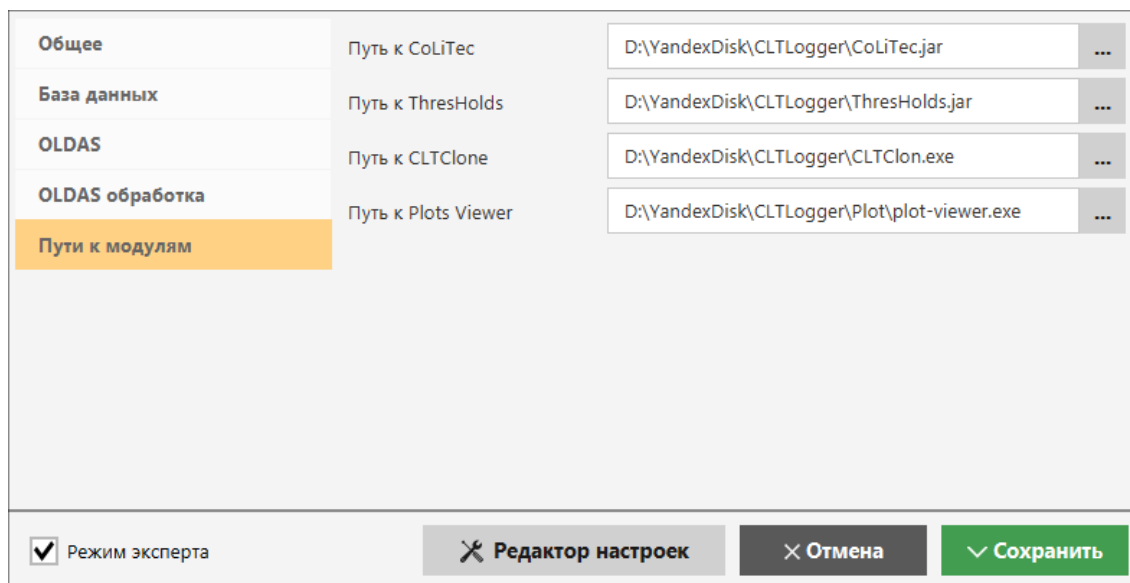 Общее
База данных
OLDAS
OLDAS обработка
Пути к модулям
Путь к CoLiTec D:\YandexDisk\CLTLogger\CoLiTec.jar ...
Путь к ThresHolds D:\YandexDisk\CLTLogger\ThresHolds.jar ...
Путь к CLTClone D:\YandexDisk\CLTLogger\CLTClon.exe ...
Путь к Plots Viewer D:\YandexDisk\CLTLogger\Plot\plot-viewer.exe ...
Режим эксперта Редактор настроек Отмена Сохранить